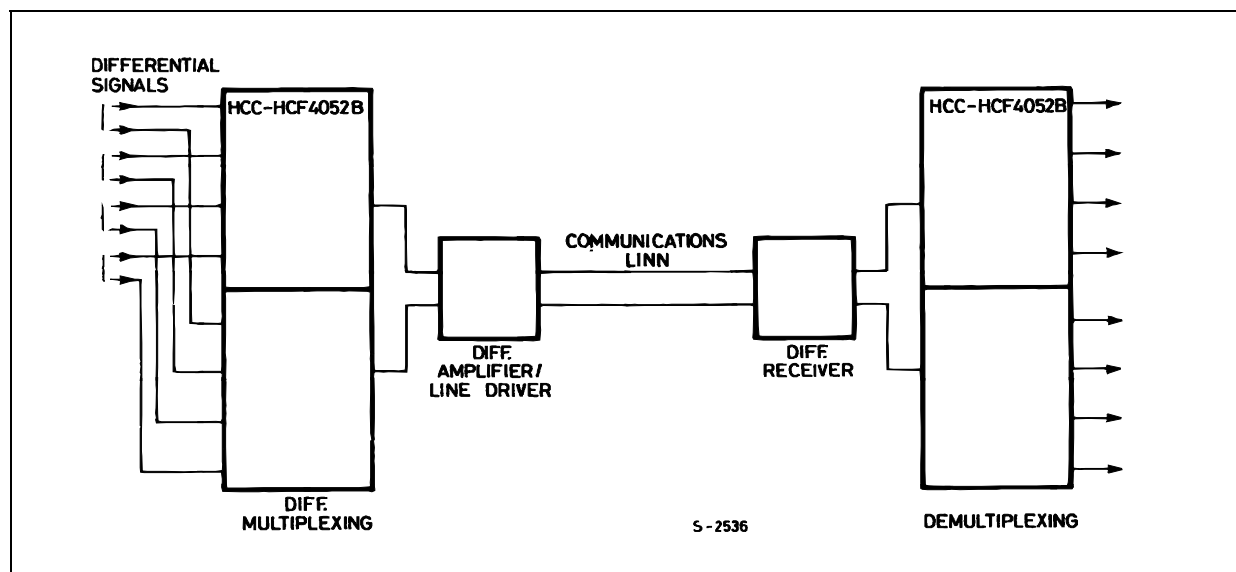 DIFFERENTIAL
SIGNALS
HCC-HCF4052B
HCC-HCF4052B
COMMUNICATIONS
LINN
DIFF.
AMPLIFIER/
LINE DRIVER
DIFF.
RECEIVER
DIFF.
MULTIPLEXING
S-2536
DEMULTIPLEXING